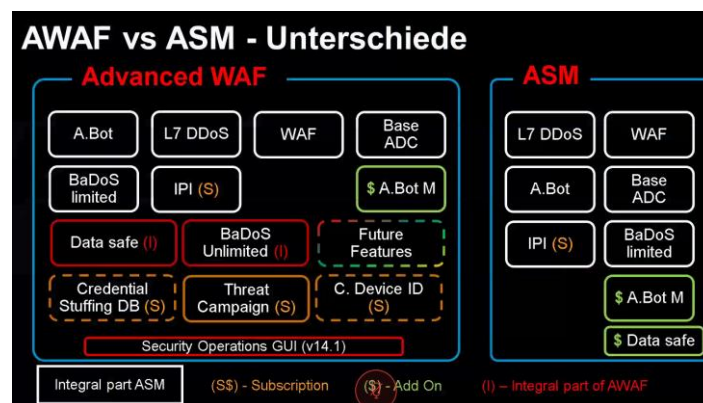 AWAF vs ASM - Unterschiede
Advanced WAF
A.Bot
L7 DDoS
WAF
Base
ADC
BaDoS
limited
IPI (S)
$ A.Bot M
Data safe (I)
BaDoS
Unlimited (I)
Future
Features
Credential
Stuffing DB (S)
Threat
Campaign (S)
C. Device ID
(S)
Security Operations GUI (v14.1)
ASM
L7 DDoS
WAF
A.Bot
Base
ADC
IPI (S)
BaDoS
limited
$ A.Bot M
$ Data safe
Integral part ASM
(S$) - Subscription
($) - Add On
(I) – Integral part of AWAF